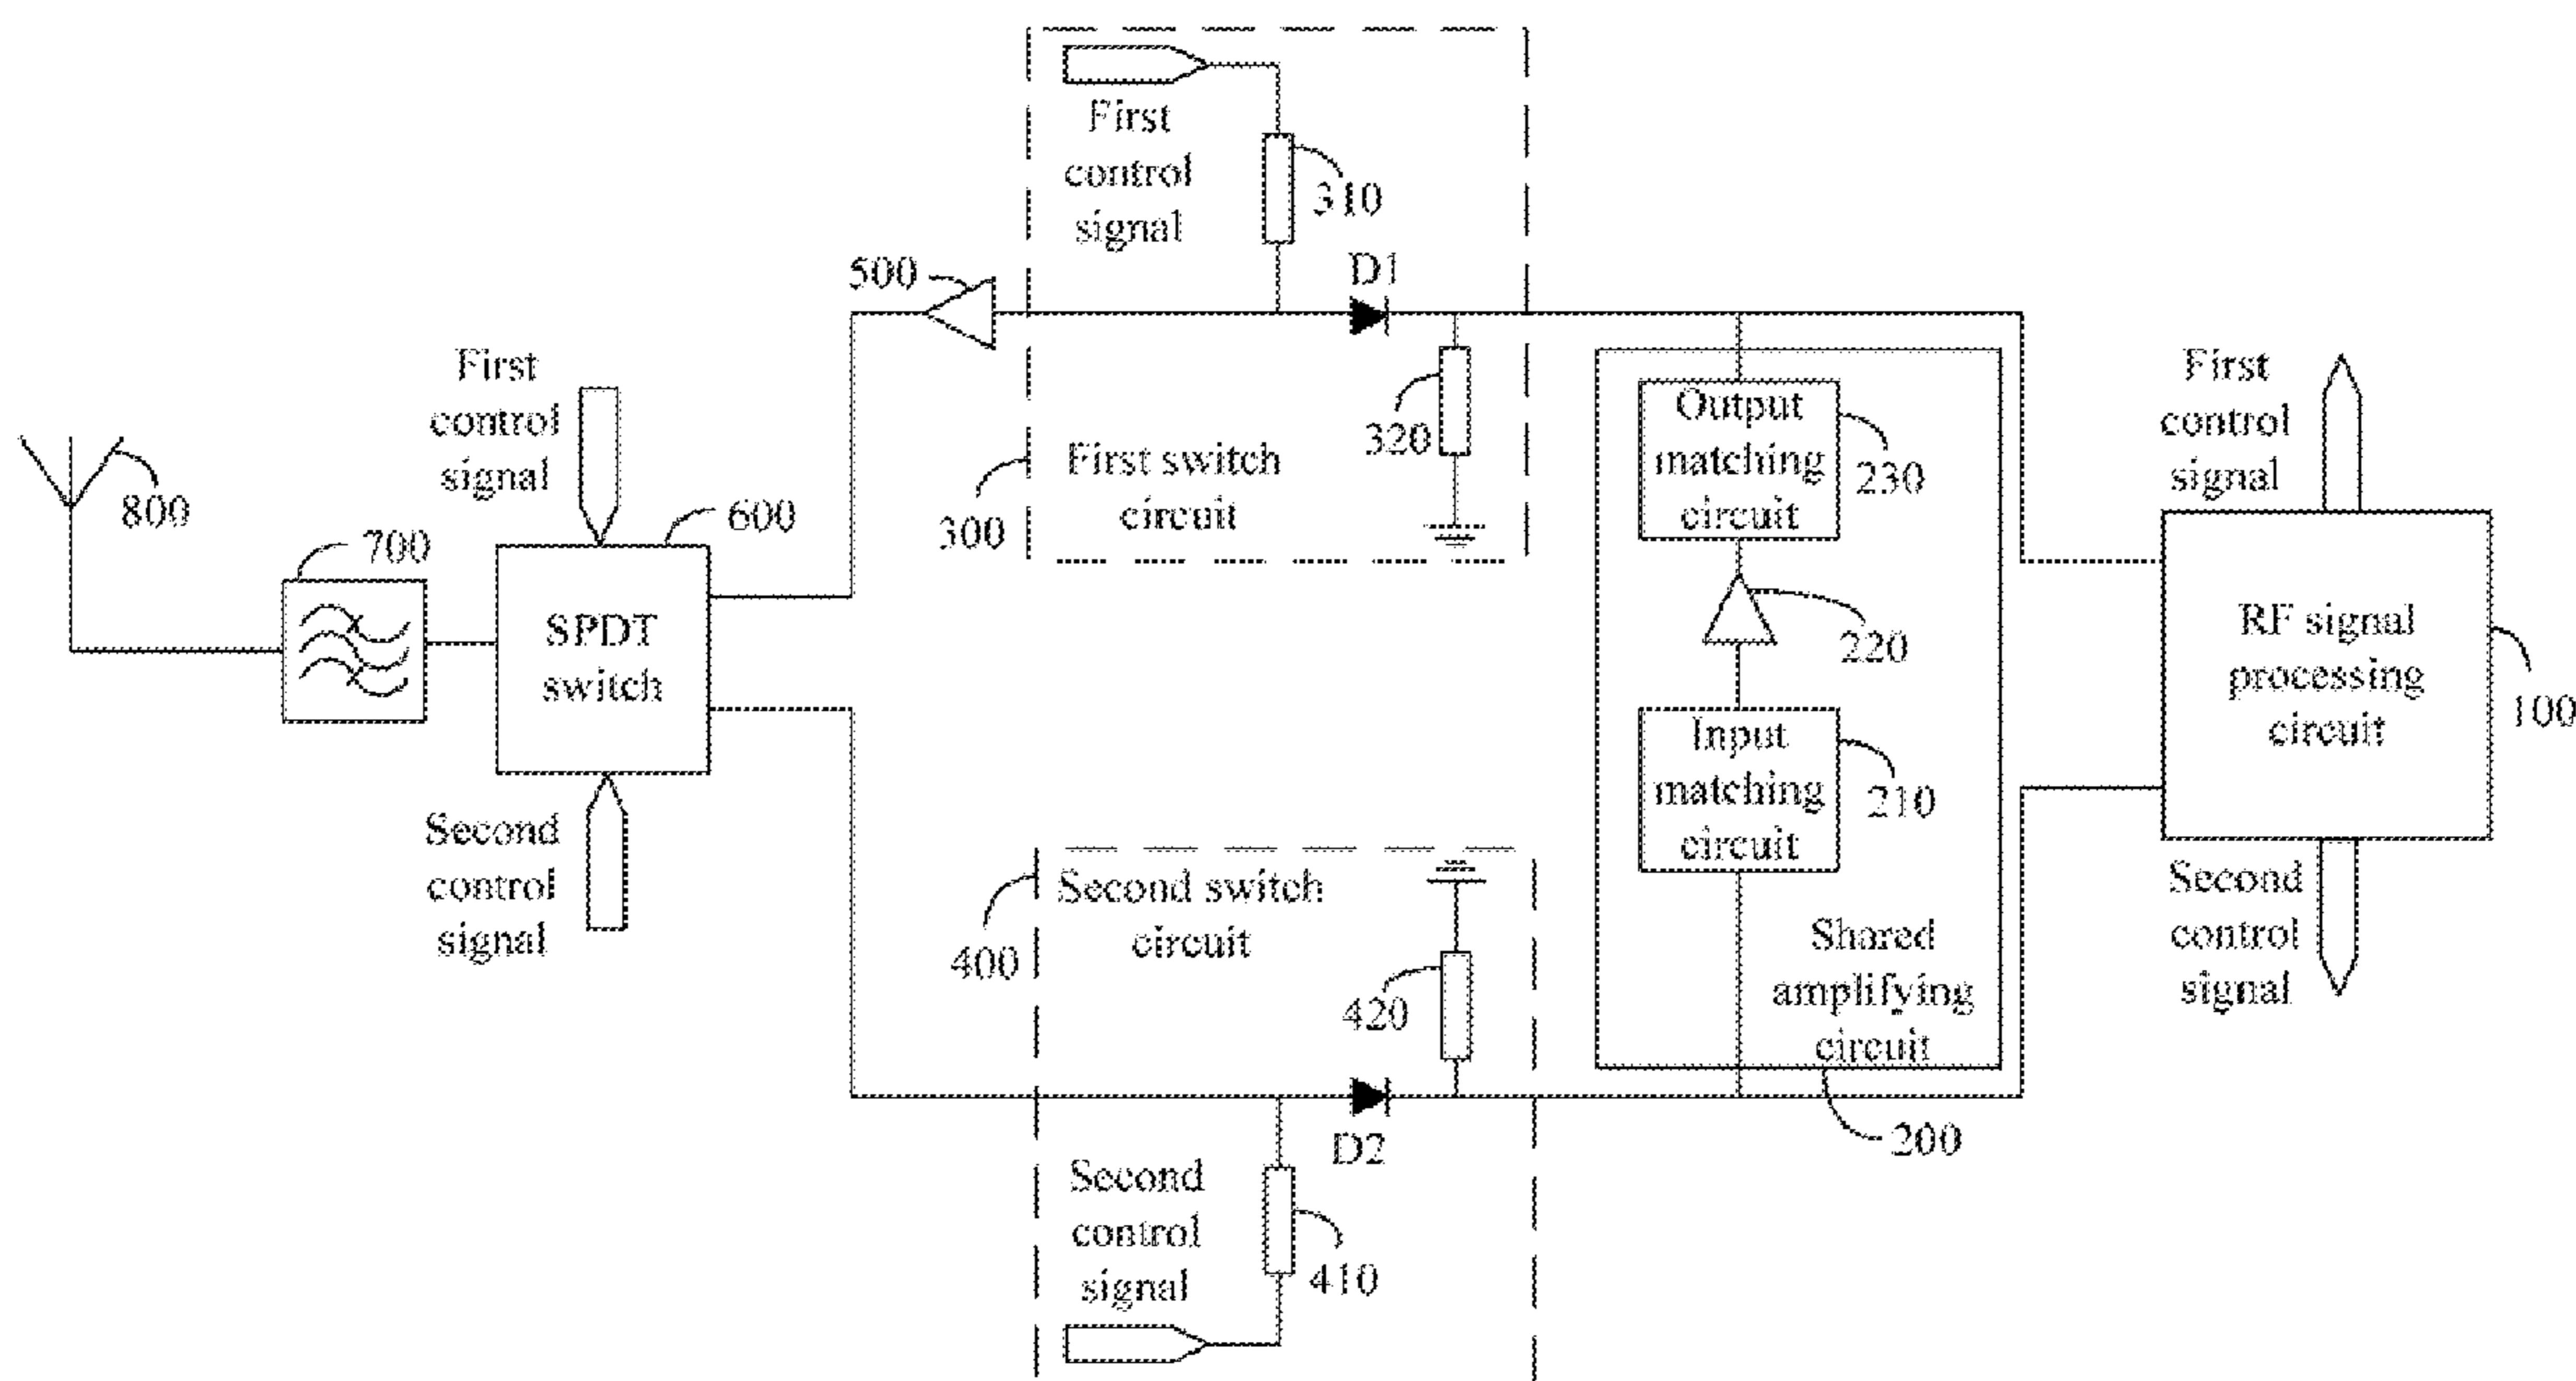 First
control
signal
310
D1
500
320
First switch
circuit
300
First
control
signal
800
700
600
SPDT
switch
Second
control
signal
Output
matching
circuit
230
220
Input
matching
circuit
210
Shared
amplifying
circuit
200
First
control
signal
RF signal
processing
circuit
100
Second
control
signal
Second switch
circuit
400
420
D2
Second
control
signal
410